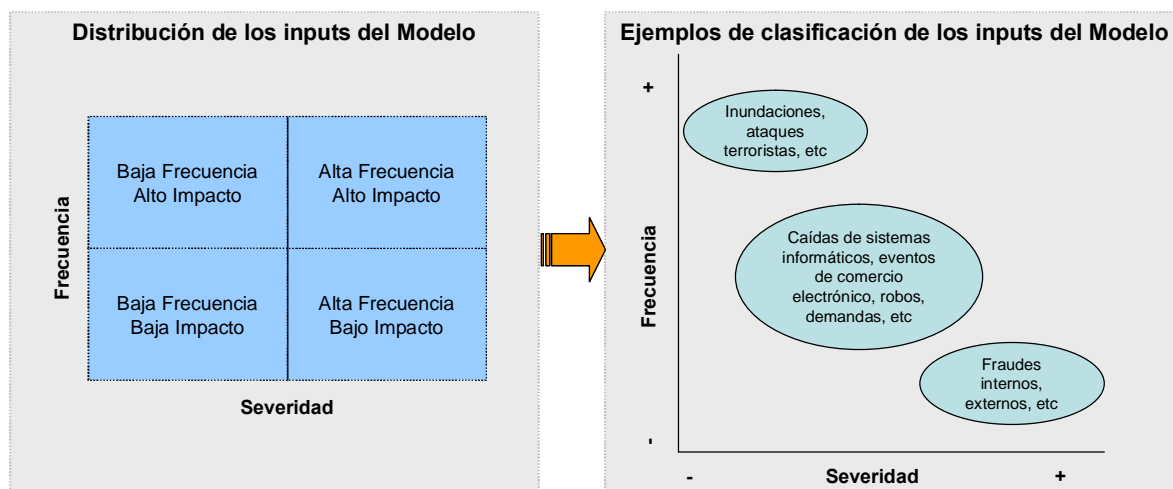 Distribución de los inputs del Modelo
Baja Frecuencia
Alto Impacto
Alta Frecuencia
Alto Impacto
Frecuencia
Baja Frecuencia
Baja Impacto
Alta Frecuencia
Bajo Impacto
Severidad
Ejemplos de clasificación de los inputs del Modelo
+
Inundaciones,
ataques
terroristas, etc
Frecuencia
Caídas de sistemas
informáticos, eventos
de comercio
electrónico, robos,
demandas, etc
Fraudes
internos,
externos, etc
-
-
Severidad
+